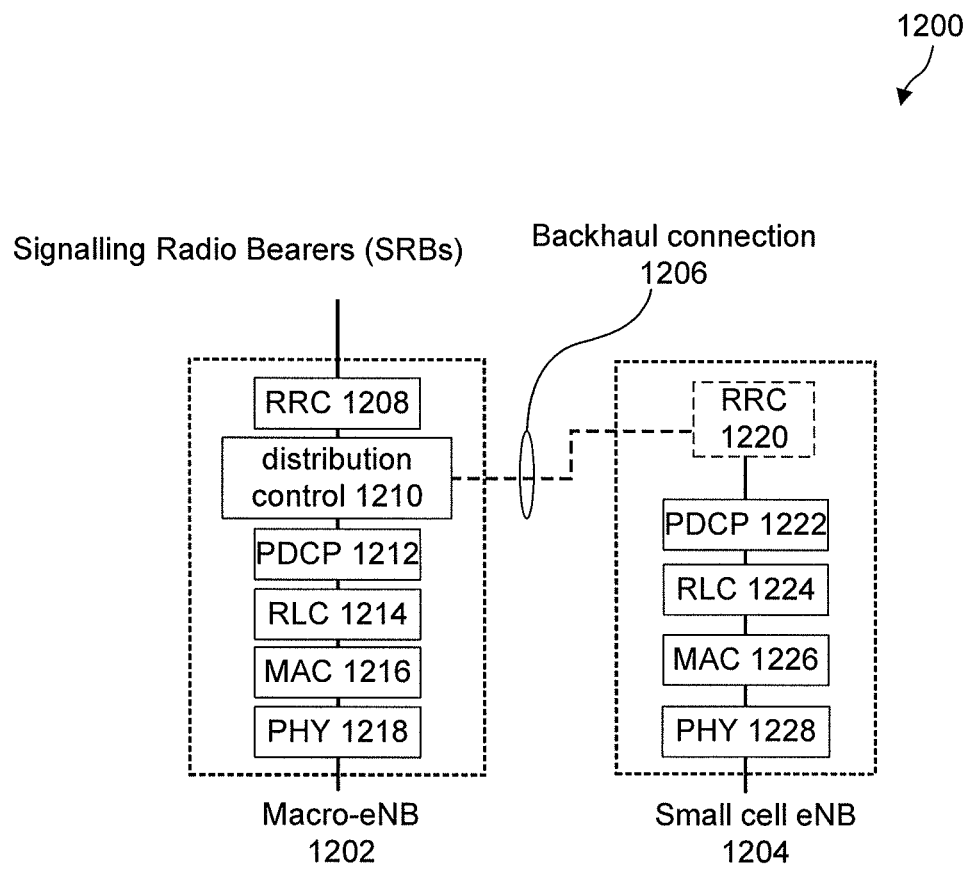 1200
Signalling Radio Bearers (SRBs)
Backhaul connection
1206
RRC 1208
distribution
control 1210
PDCP 1212
RLC 1214
MAC 1216
PHY 1218
Macro-eNB
1202
RRC
1220
PDCP 1222
RLC 1224
MAC 1226
PHY 1228
Small cell eNB
1204